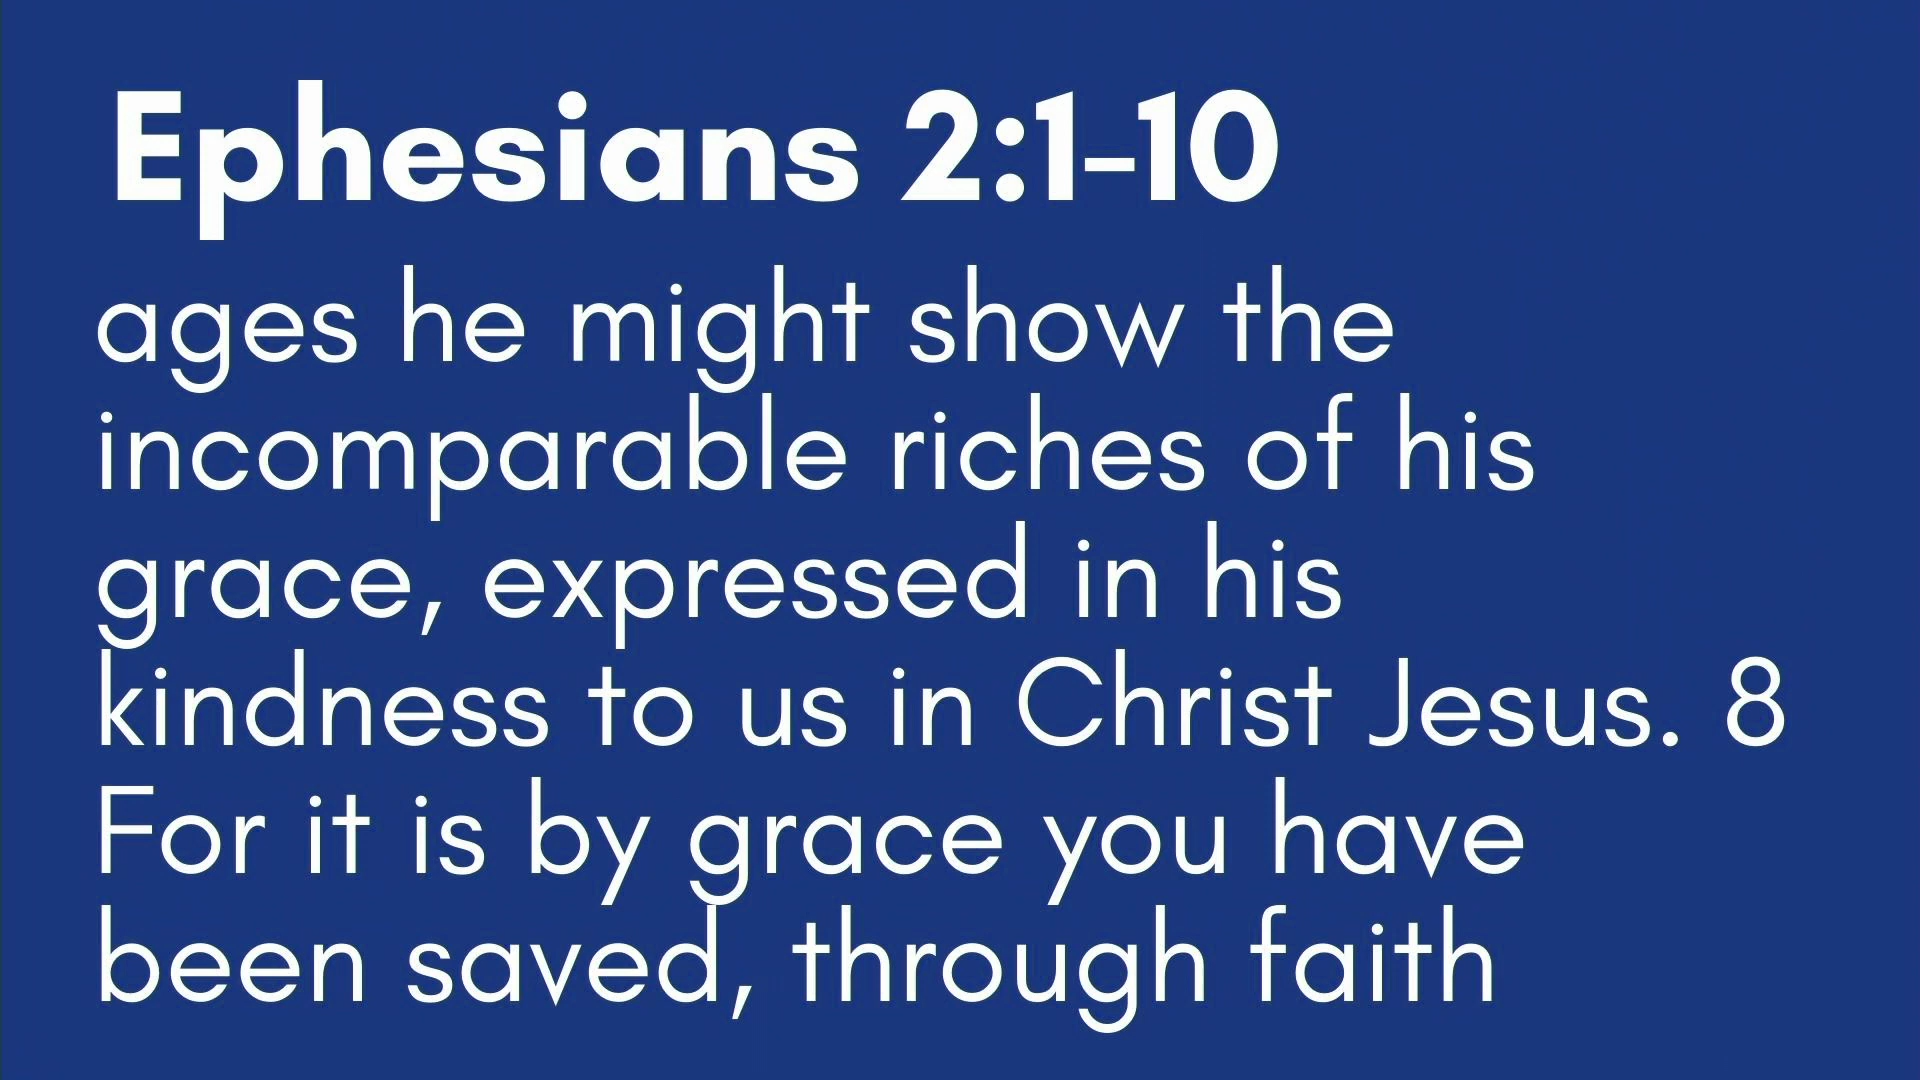 Ephesians 2:1-10
ages he might show the
incomparable riches of his
grace, expressed in his
kindness to us in Christ Jesus. 8
For it is by grace you have
been saved, through faith